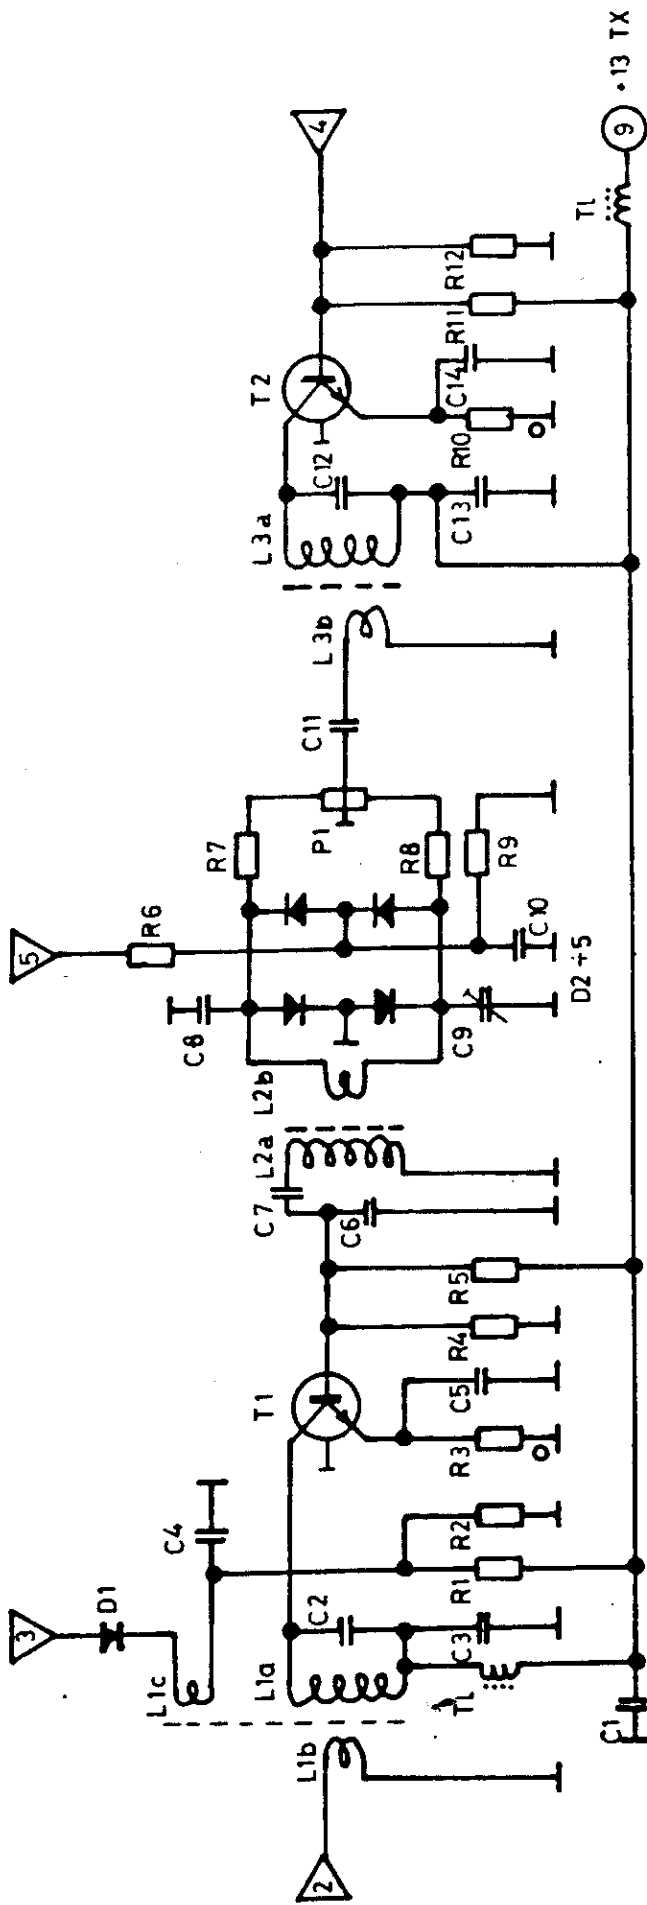 2
L1b
L1c
3
D1
C4
L1a
C2
C3
TL
C1
R1
R2
R3
T1
C5
R4
R5
C6
C7
L2a
L2b
C8
5
R6
R7
P1
R8
R9
C9
C10
D2÷5
C11
L3b
L3a
C12
C13
T2
R10
C14
R11
R12
4
TL
9
+13 TX